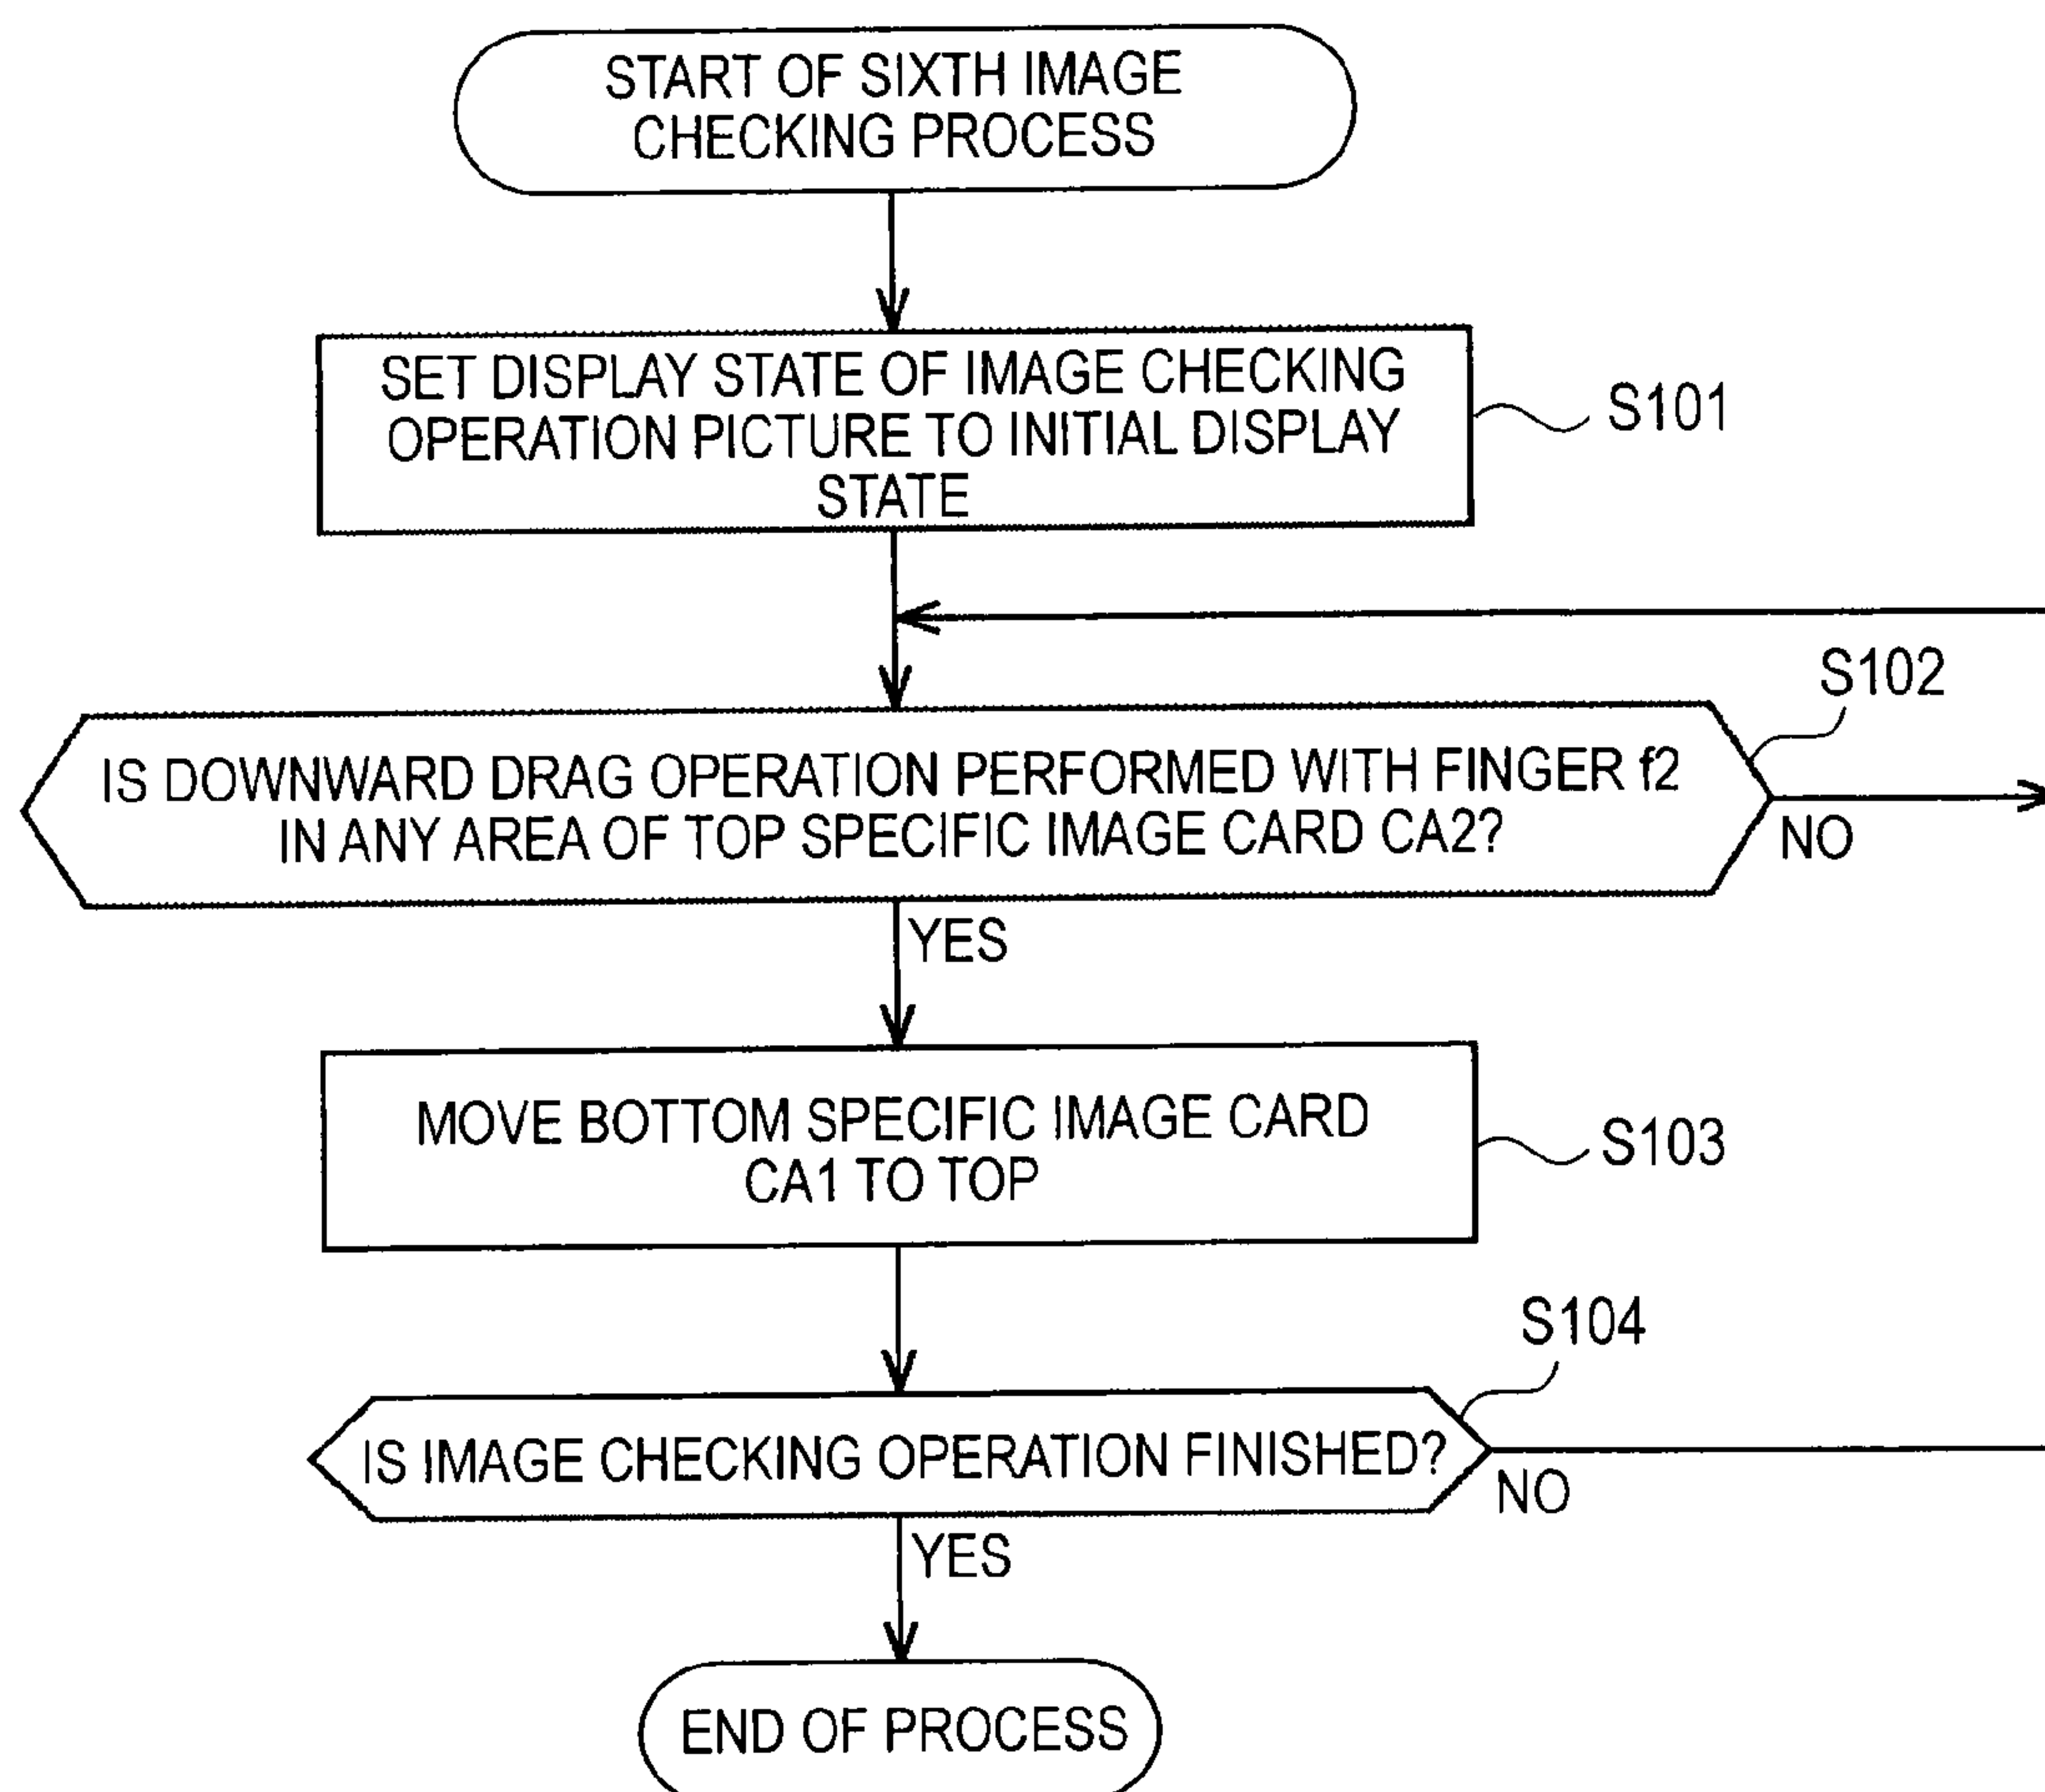 START OF SIXTH IMAGE
CHECKING PROCESS
SET DISPLAY STATE OF IMAGE CHECKING
OPERATION PICTURE TO INITIAL DISPLAY
STATE
S101
S102
IS DOWNWARD DRAG OPERATION PERFORMED WITH FINGER f2
IN ANY AREA OF TOP SPECIFIC IMAGE CARD CA2?
NO
YES
MOVE BOTTOM SPECIFIC IMAGE CARD
CA1 TO TOP
S103
S104
IS IMAGE CHECKING OPERATION FINISHED?
NO
YES
END OF PROCESS